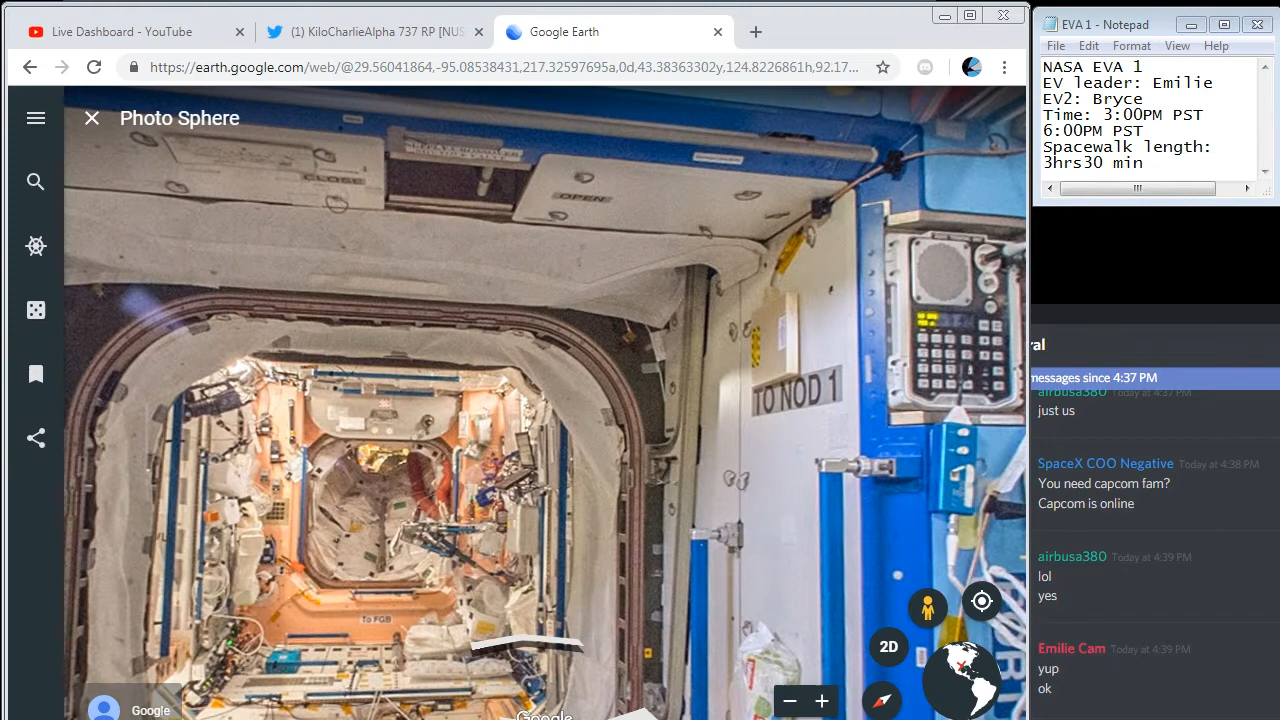 Live Dashboard - YouTube
(1) KiloCharlieAlpha 737 RP [NUS
Google Earth
https://earth.google.com/web/@29.56041864,-95.08538431,217.32597695a,0d,43.38363302y,124.8226861h,92.17...
Photo Sphere
CLOSE
OPEN
TO NOD 1
To FGB
2D
Google
Google
EVA 1 - Notepad
File Edit Format View Help
NASA EVA 1
EV leader: Emilie
EV2: Bryce
Time: 3:00PM PST
6:00PM PST
Spacewalk length:
3hrs30 min
ral
messages since 4:37 PM
airbusa380 Today at 4:37 PM
just us
SpaceX COO Negative Today at 4:38 PM
You need capcom fam?
Capcom is online
airbusa380 Today at 4:39 PM
lol
yes
Emilie Cam Today at 4:39 PM
yup
ok